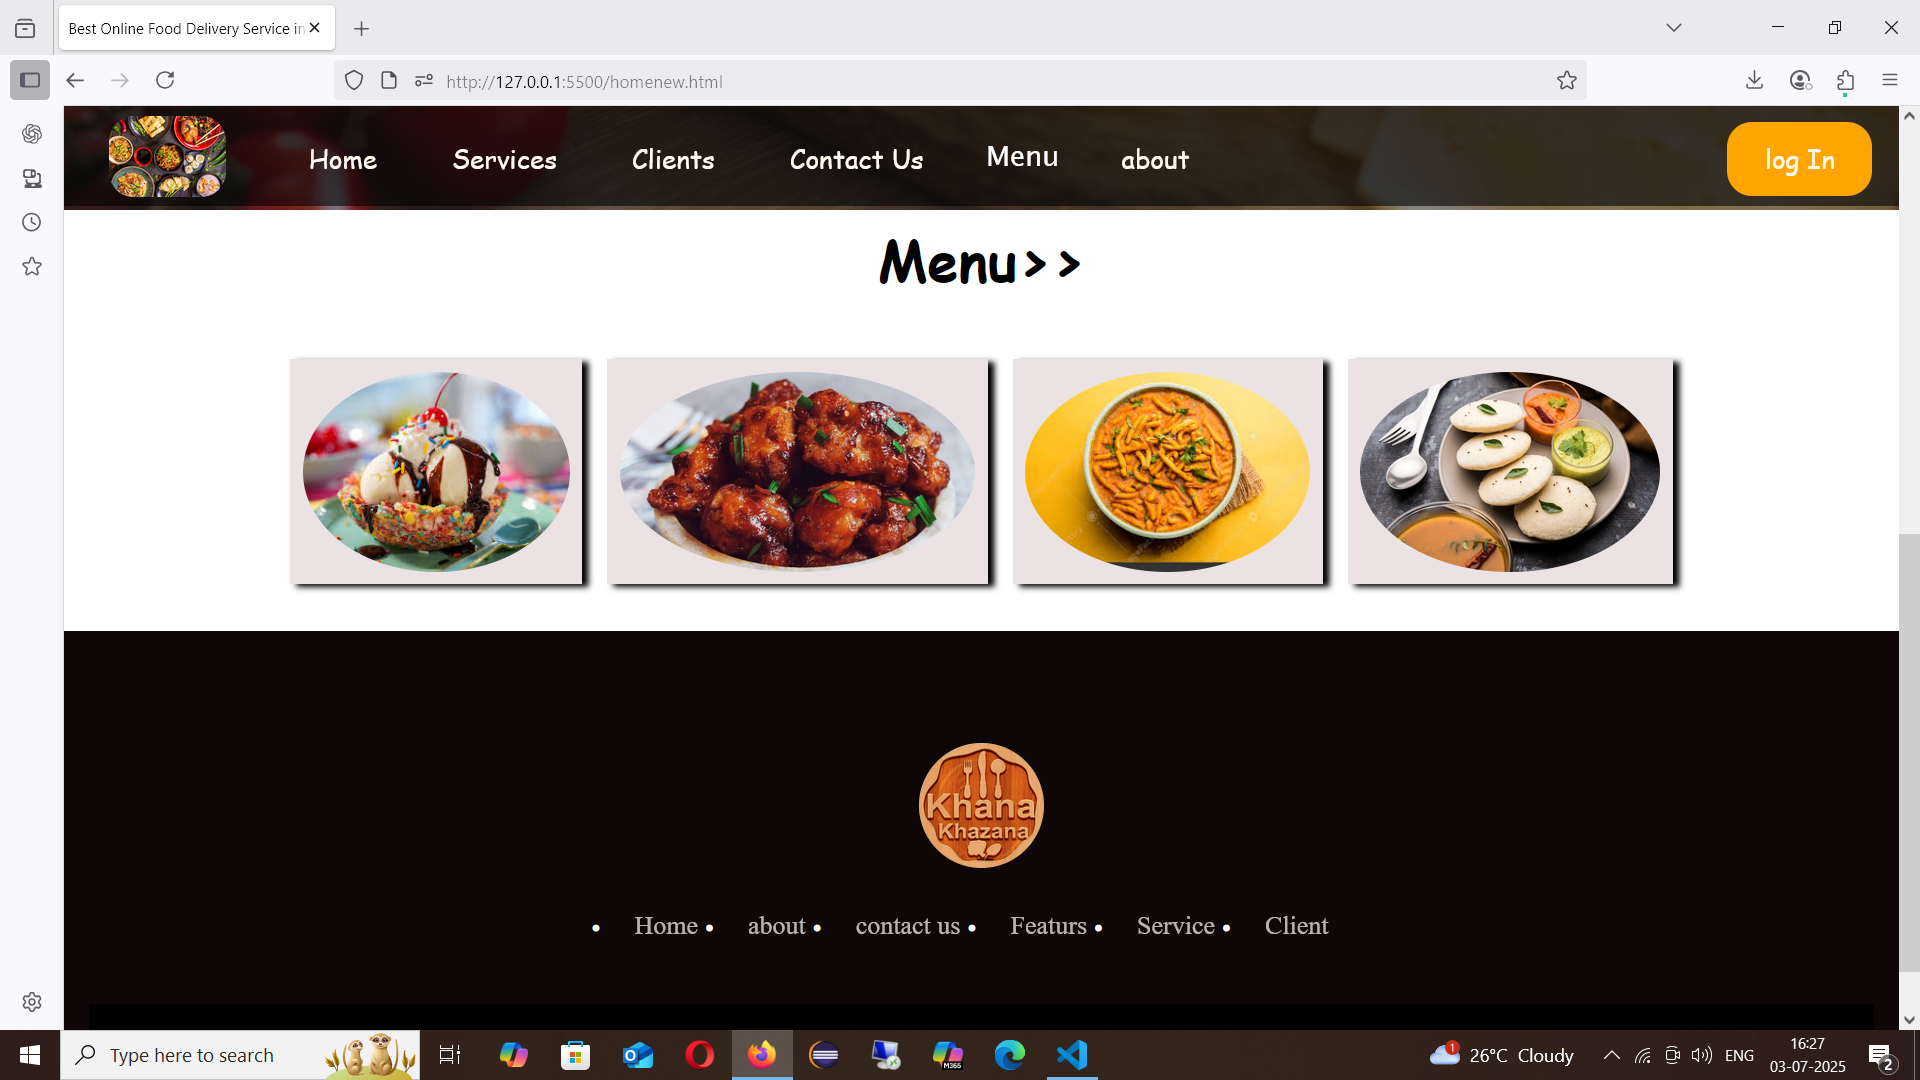 Best Online Food Delivery Service in
http://127.0.0.1:5500/homenew.html
Home Services Clients Contact Us Menu about log In
Menu>>
Khana
Khazana
• Home • about • contact us • Featurs • Service • Client
Type here to search
M365
1
26°C Cloudy
ENG
16:27
03-07-2025
2